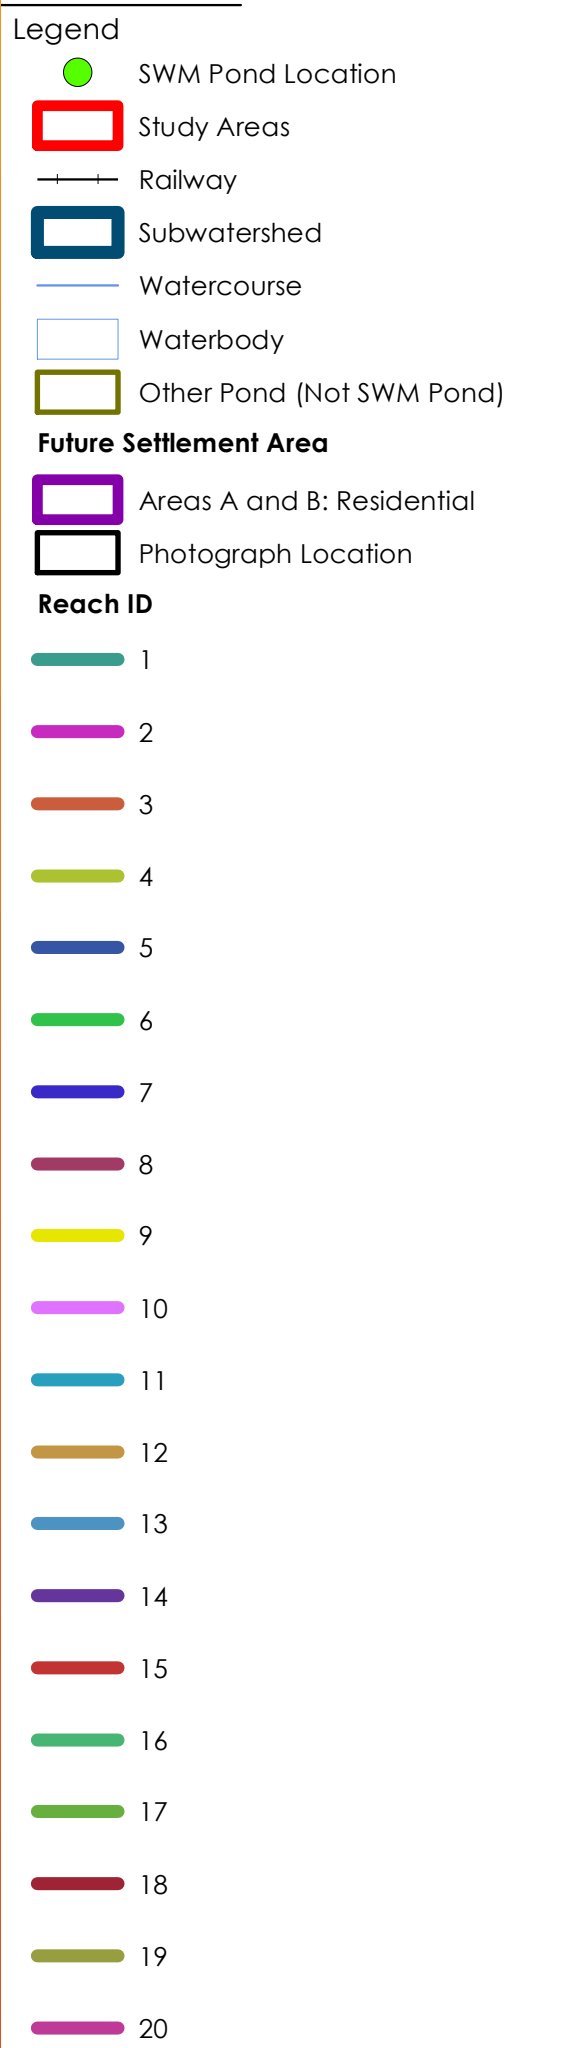 Legend
SWM Pond Location
Study Areas
Railway
Subwatershed
Watercourse
Waterbody
Other Pond (Not SWM Pond)
Future Settlement Area
Areas A and B: Residential
Photograph Location
Reach ID
1
2
3
4
5
6
7
8
9
10
11
12
13
14
15
16
17
18
19
20